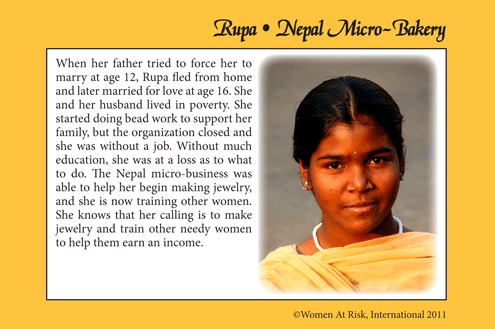 Rupa • Nepal Micro-Bakery
When her father tried to force her to
marry at age 12, Rupa fled from home
and later married for love at age 16. She
and her husband lived in poverty. She
started doing bead work to support her
family, but the organization closed and
she was without a job. Without much
education, she was at a loss as to what
to do. The Nepal micro-business was
able to help her begin making jewelry,
and she is now training other women.
She knows that her calling is to make
jewelry and train other needy women
to help them earn an income.
©Women At Risk, International 2011